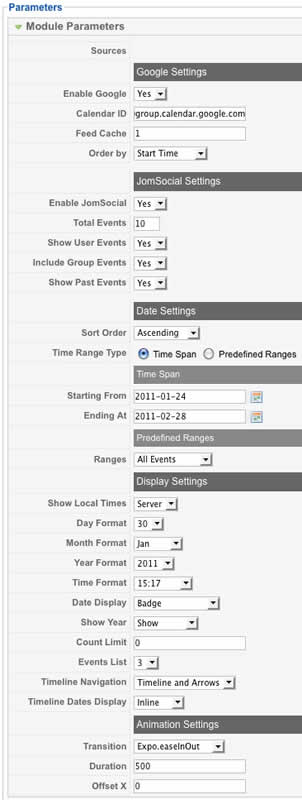 Parameters
Module Parameters
Sources
Google Settings
Enable Google Yes
Calendar ID group.calendar.google.com
Feed Cache 1
Order by Start Time
JomSocial Settings
Enable JomSocial Yes
Total Events 10
Show User Events Yes
Include Group Events Yes
Show Past Events Yes
Date Settings
Sort Order Ascending
Time Range Type Time Span Predefined Ranges
Time Span
Starting From 2011-01-24
Ending At 2011-02-28
Predefined Ranges
Ranges All Events
Display Settings
Show Local Times Server
Day Format 30
Month Format Jan
Year Format 2011
Time Format 15:17
Date Display Badge
Show Year Show
Count Limit 0
Events List 3
Timeline Navigation Timeline and Arrows
Timeline Dates Display Inline
Animation Settings
Transition Expo.easeInOut
Duration 500
Offset X 0